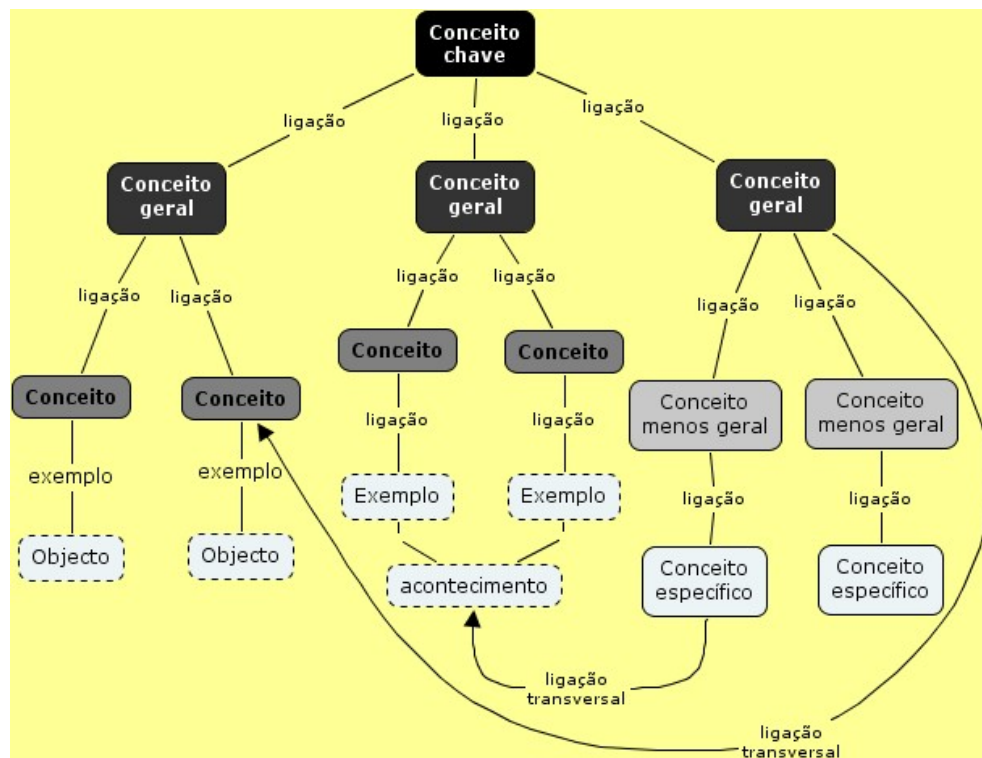 Conceito
chave
ligação
ligação
ligação
Conceito
geral
Conceito
geral
Conceito
geral
ligação
ligação
ligação
ligação
ligação
ligação
Conceito
Conceito
Conceito
Conceito
Conceito
menos geral
Conceito
menos geral
ligação
ligação
exemplo
exemplo
Exemplo
Exemplo
ligação
ligação
Objecto
Objecto
acontecimento
Conceito
específico
Conceito
específico
ligação
transversal
ligação
transversal